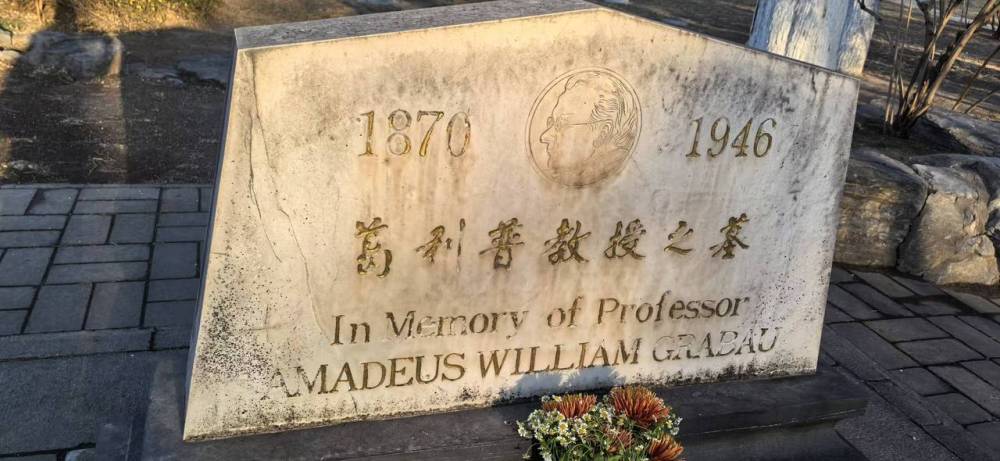 1870 1946
葛利普教授之墓
In Memory of Professor
AMADEUS WILLIAM GRABAU